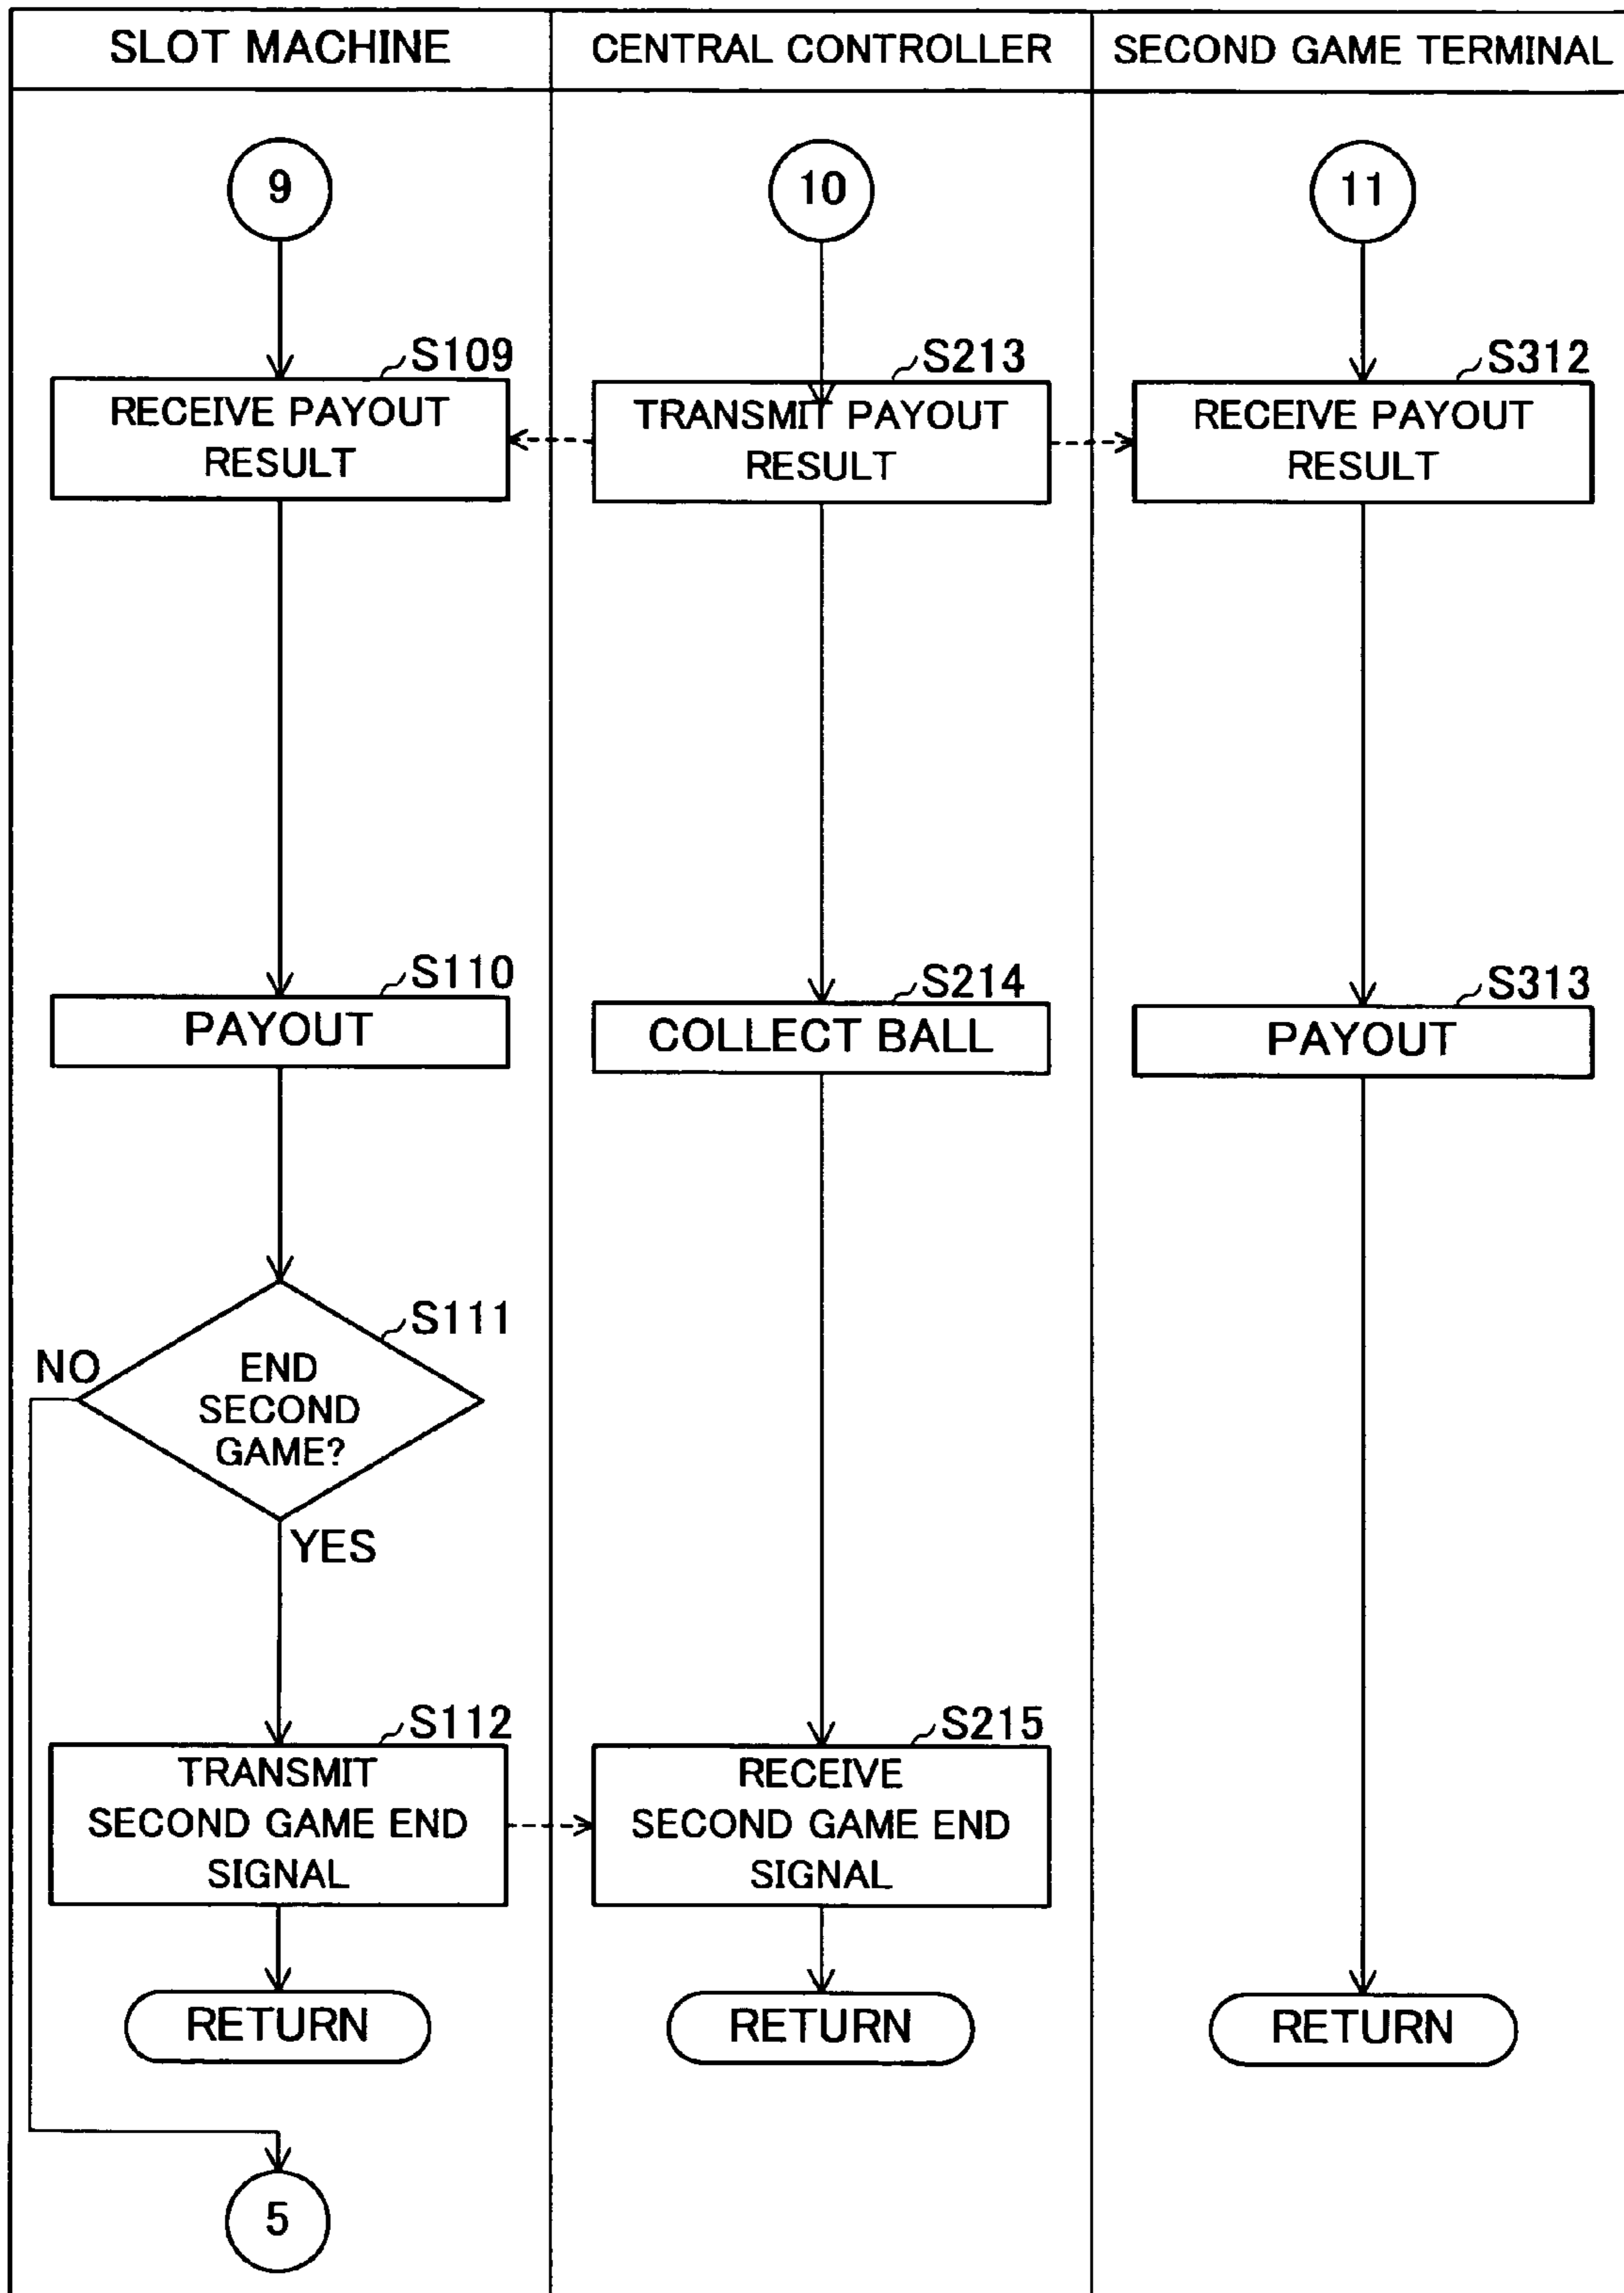 SLOT MACHINE
CENTRAL CONTROLLER
SECOND GAME TERMINAL
9
10
11
S109
RECEIVE PAYOUT
RESULT
S213
TRANSMIT PAYOUT
RESULT
S312
RECEIVE PAYOUT
RESULT
S110
PAYOUT
S214
COLLECT BALL
S313
PAYOUT
S111
NO
END
SECOND
GAME?
YES
S112
TRANSMIT
SECOND GAME END
SIGNAL
S215
RECEIVE
SECOND GAME END
SIGNAL
RETURN
RETURN
RETURN
5